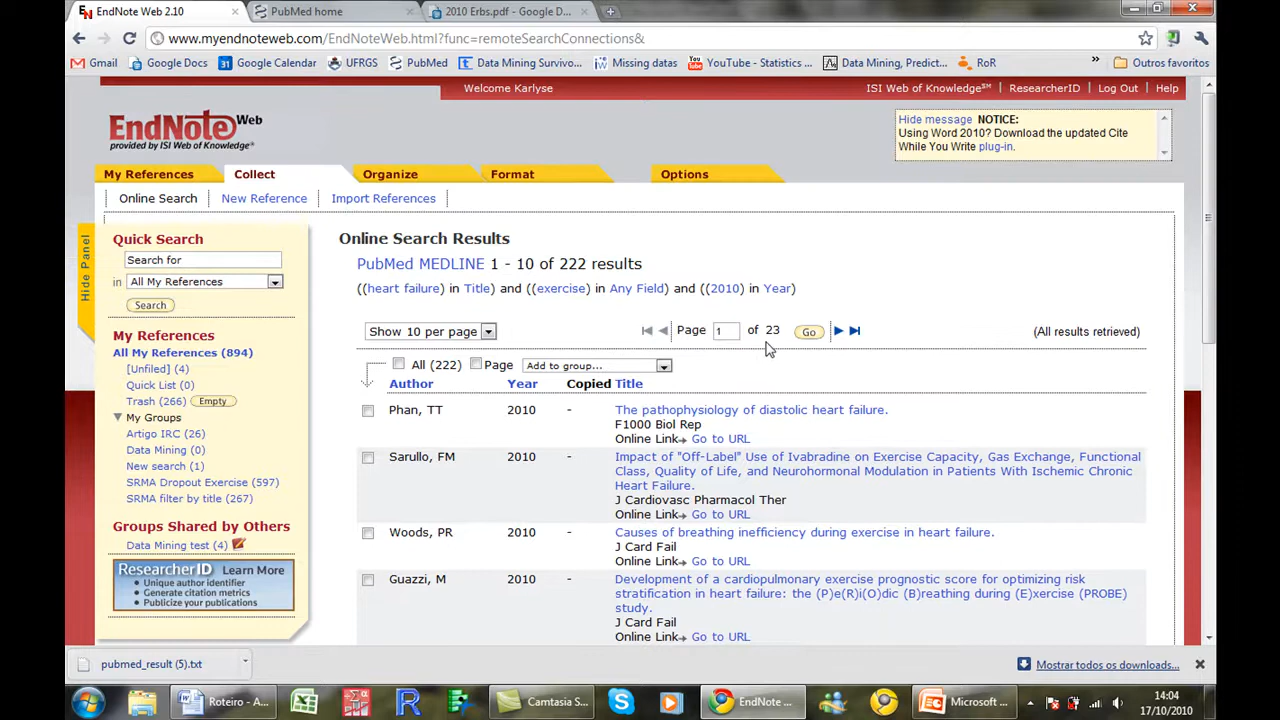 EndNote Web 2.10
PubMed home
2010 Erbs.pdf - Google D...
www.myendnoteweb.com/EndNoteWeb.html?func=remoteSearchConnections&
Gmail
Google Docs
Google Calendar
UFRGS
PubMed
Data Mining Survivo...
Missing datas
YouTube - Statistics ...
Data Mining, Predict...
RoR
»
Outros favoritos
Welcome Karlyse
ISI Web of Knowledge℠ | ResearcherID | Log Out | Help
EndNote Web
provided by ISI Web of Knowledge℠
Hide message NOTICE:
Using Word 2010? Download the updated Cite
While You Write plug-in.
My References
Collect
Organize
Format
Options
Online Search
New Reference
Import References
Hide Panel
Quick Search
Search for
in All My References
Search
My References
All My References (894)
[Unfiled] (4)
Quick List (0)
Trash (266) Empty
My Groups
Artigo IRC (26)
Data Mining (0)
New search (1)
SRMA Dropout Exercise (597)
SRMA filter by title (267)
Groups Shared by Others
Data Mining test (4)
ResearcherID Learn More
• Unique author identifier
• Generate citation metrics
• Publicize your publications
Online Search Results
PubMed MEDLINE 1 - 10 of 222 results
((heart failure) in Title) and ((exercise) in Any Field) and ((2010) in Year)
Show 10 per page
Page 1 of 23 Go
(All results retrieved)
All (222) Page Add to group...
Author Year Copied Title
Phan, TT 2010 - The pathophysiology of diastolic heart failure.
F1000 Biol Rep
Online Link→ Go to URL
Sarullo, FM 2010 - Impact of "Off-Label" Use of Ivabradine on Exercise Capacity, Gas Exchange, Functional
Class, Quality of Life, and Neurohormonal Modulation in Patients With Ischemic Chronic
Heart Failure.
J Cardiovasc Pharmacol Ther
Online Link→ Go to URL
Woods, PR 2010 - Causes of breathing inefficiency during exercise in heart failure.
J Card Fail
Online Link→ Go to URL
Guazzi, M 2010 - Development of a cardiopulmonary exercise prognostic score for optimizing risk
stratification in heart failure: the (P)e(R)i(O)dic (B)reathing during (E)xercise (PROBE)
study.
J Card Fail
Online Link→ Go to URL
pubmed_result (5).txt
Mostrar todos os downloads...
Roteiro - A...
Camtasia S...
EndNote ...
Microsoft ...
14:04
17/10/2010